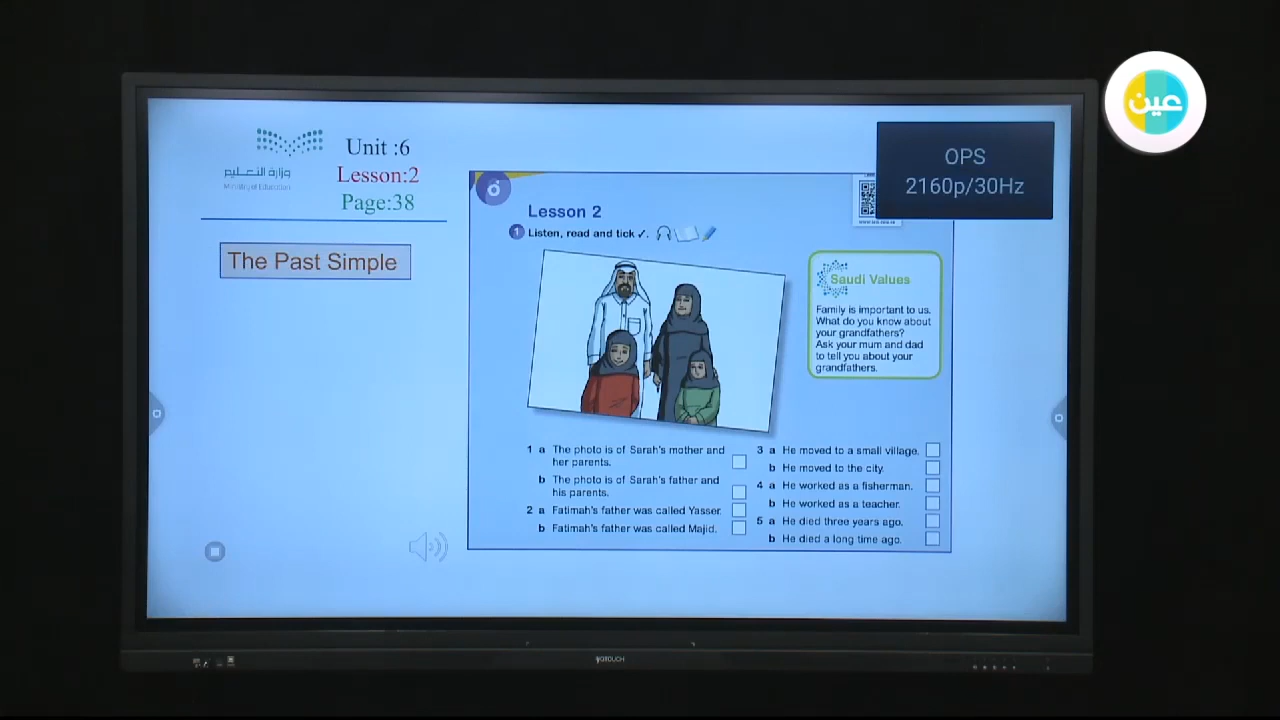 عين
OPS
2160p/30Hz
وزارة التعليم
Ministry of Education
Unit :6
Lesson:2
Page:38
The Past Simple
6
Lesson 2
1 Listen, read and tick ✓.
Saudi Values
Family is important to us.
What do you know about
your grandfathers?
Ask your mum and dad
to tell you about your
grandfathers.
1 a The photo is of Sarah's mother and
her parents.
b The photo is of Sarah's father and
his parents.
2 a Fatimah's father was called Yasser.
b Fatimah's father was called Majid.
3 a He moved to a small village.
b He moved to the city.
4 a He worked as a fisherman.
b He worked as a teacher.
5 a He died three years ago.
b He died a long time ago.